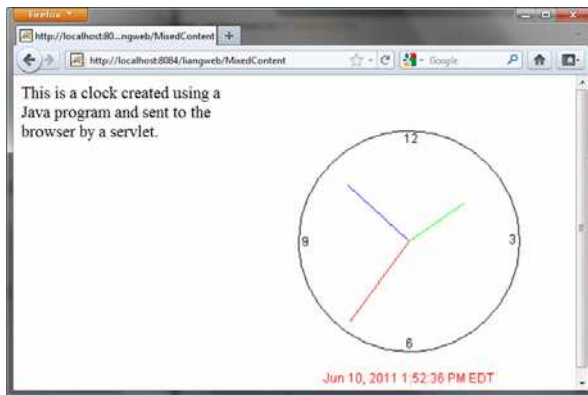 Firefox
http://localhost:80...ngweb/MixedContent
http://localhost:8084/liangweb/MixedContent
Google
This is a clock created using a
Java program and sent to the
browser by a servlet.
12
9
3
6
Jun 10, 2011 1:52:36 PM EDT